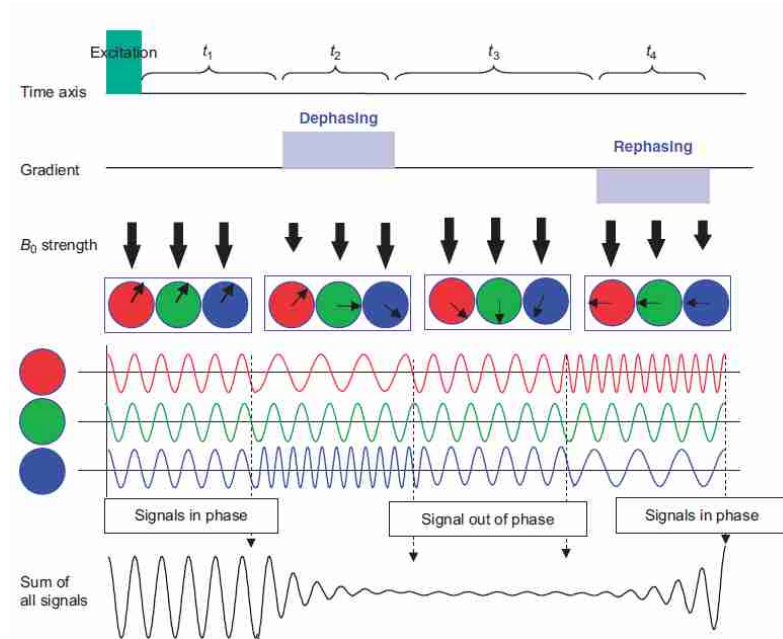 Excitation
t₁
t₂
t₃
t₄
Time axis
Dephasing
Rephasing
Gradient
B₀ strength
Signals in phase
Signal out of phase
Signals in phase
Sum of
all signals